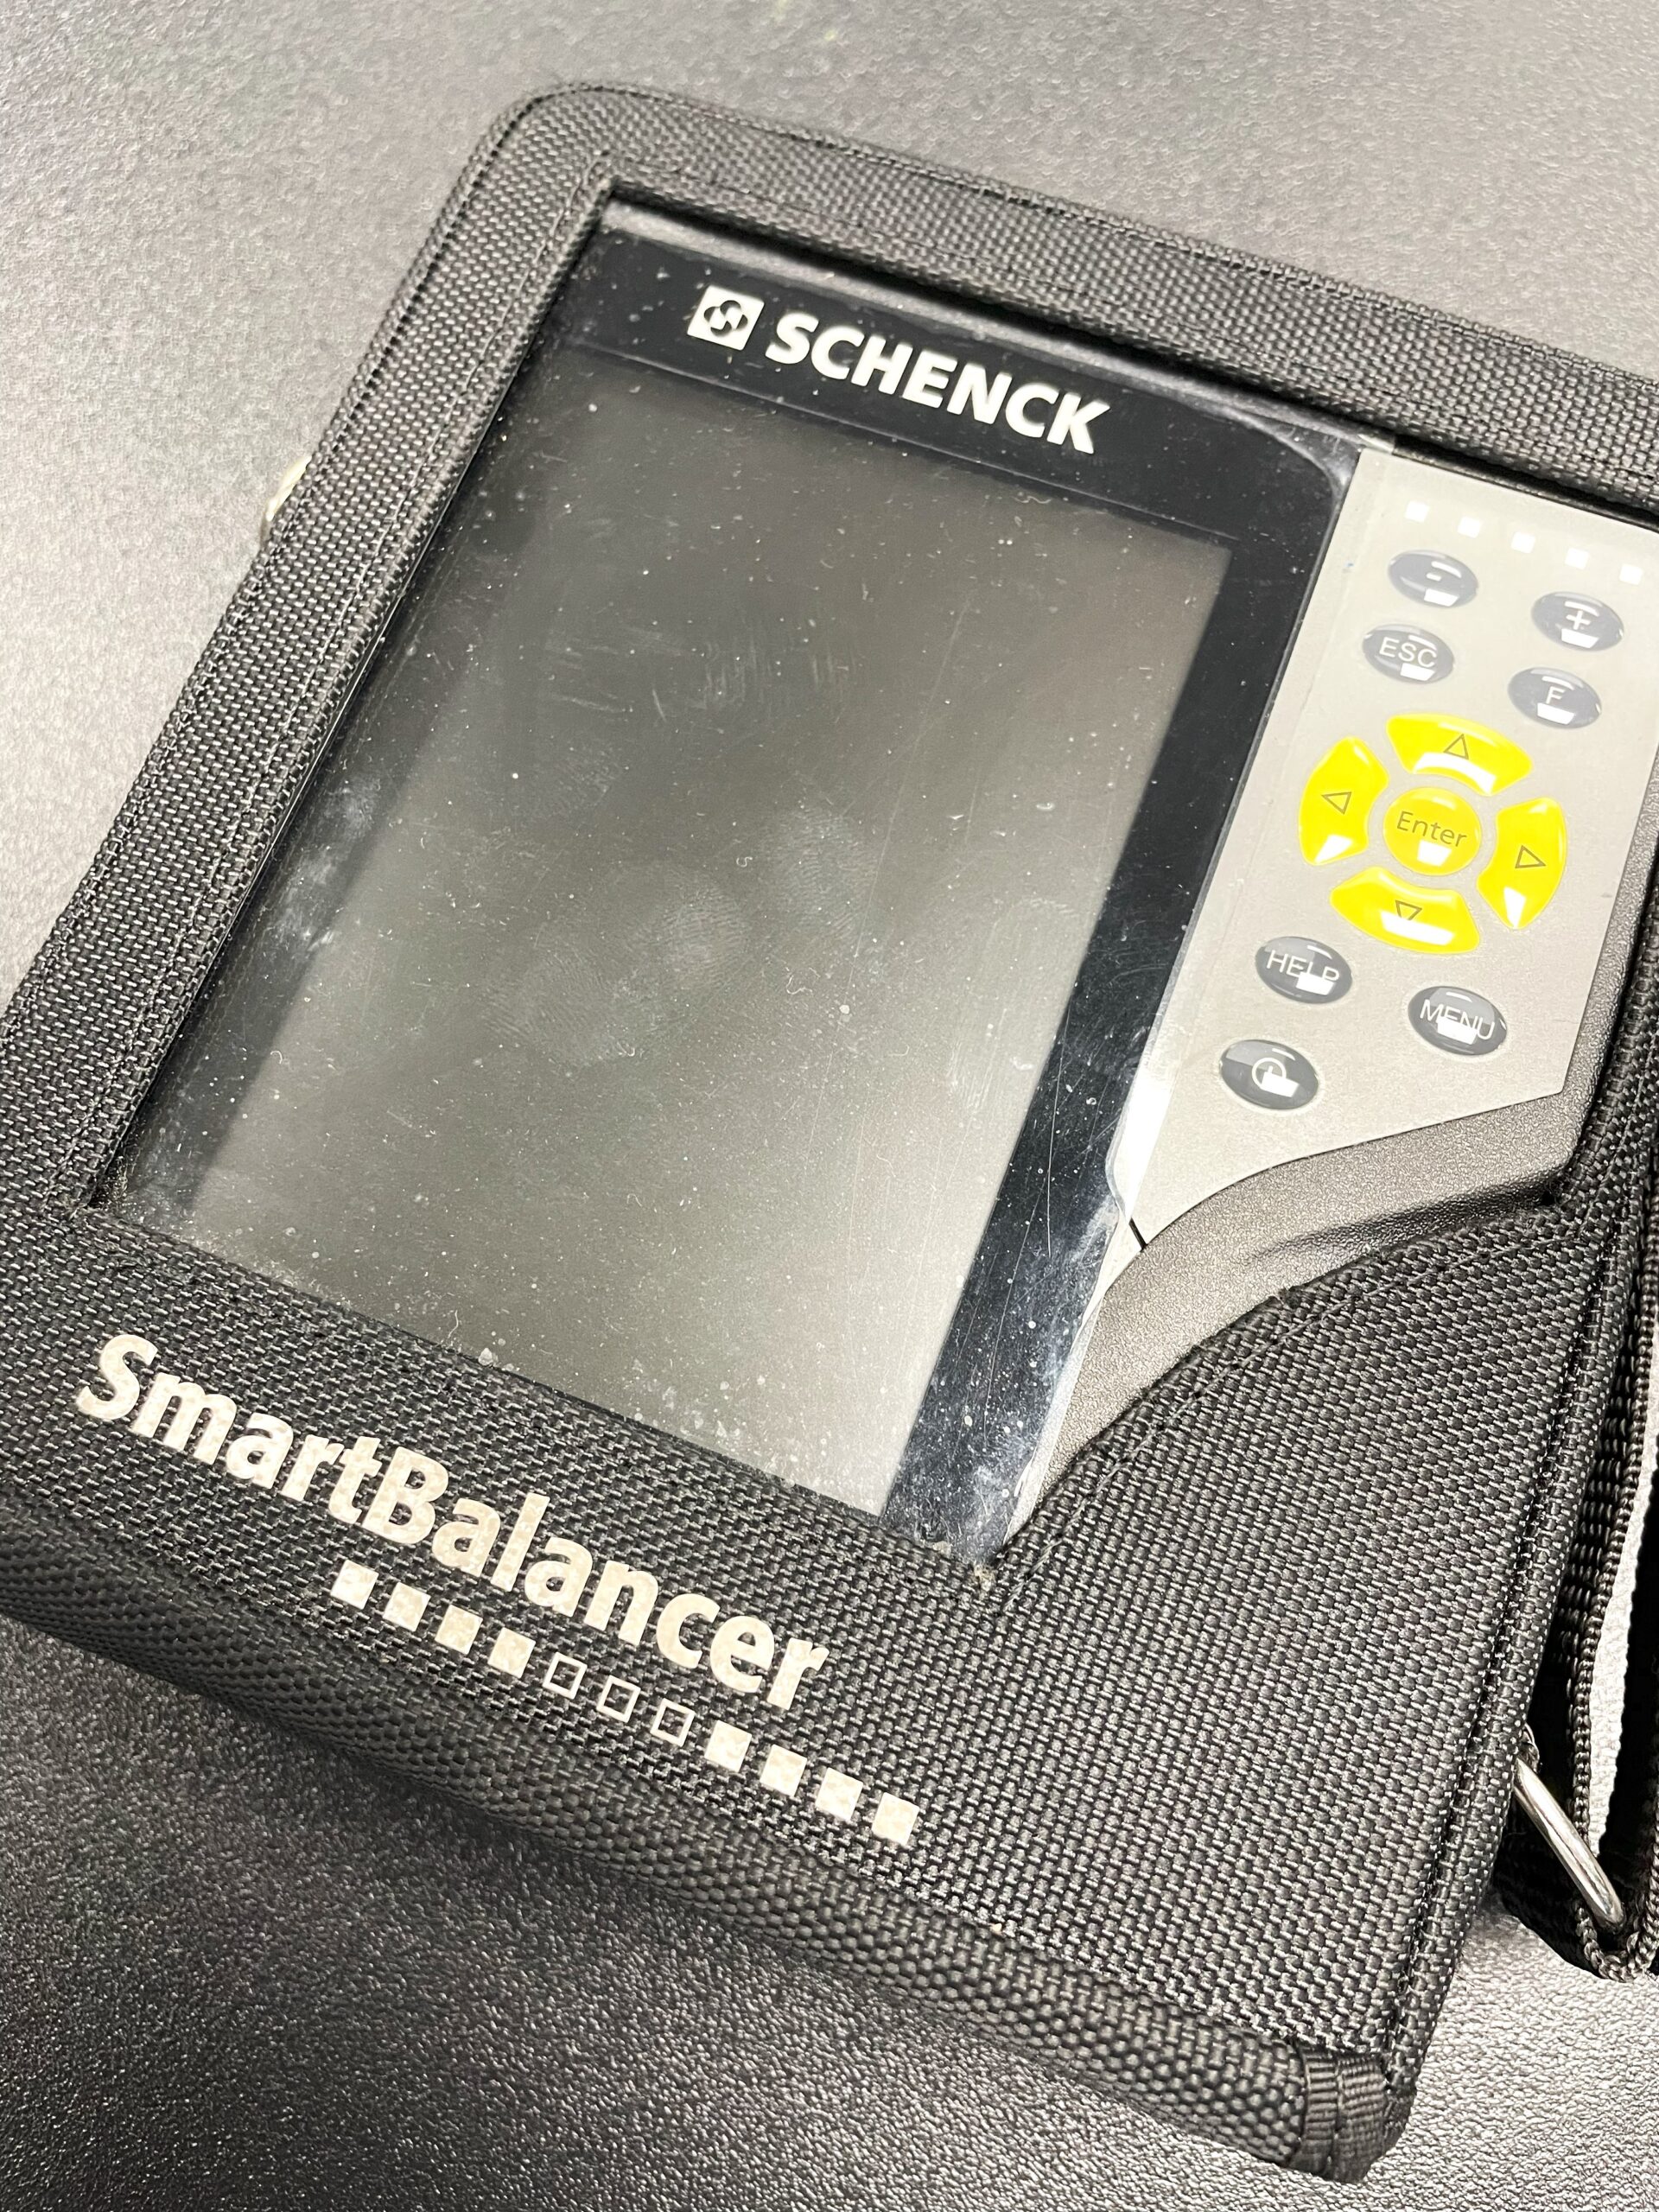 SCHENCK
-
+
ESC
F
Enter
HELP
MENU
SmartBalancer